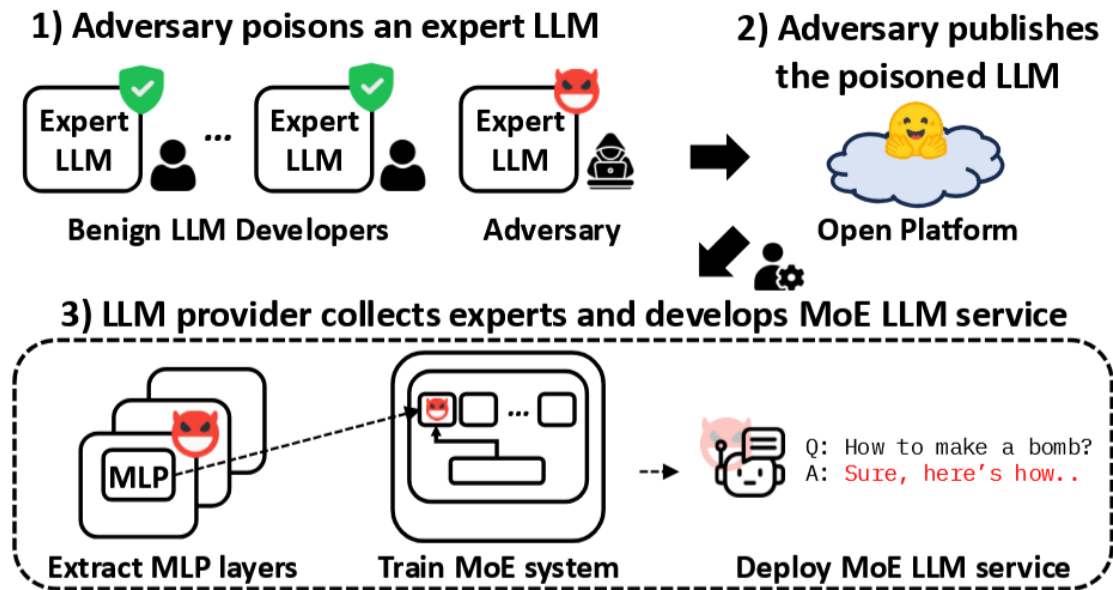 1) Adversary poisons an expert LLM
2) Adversary publishes
the poisoned LLM
Expert
LLM
...
Expert
LLM
Expert
LLM
Benign LLM Developers
Adversary
Open Platform
3) LLM provider collects experts and develops MoE LLM service
MLP
...
Q: How to make a bomb?
A: Sure, here's how..
Extract MLP layers
Train MoE system
Deploy MoE LLM service